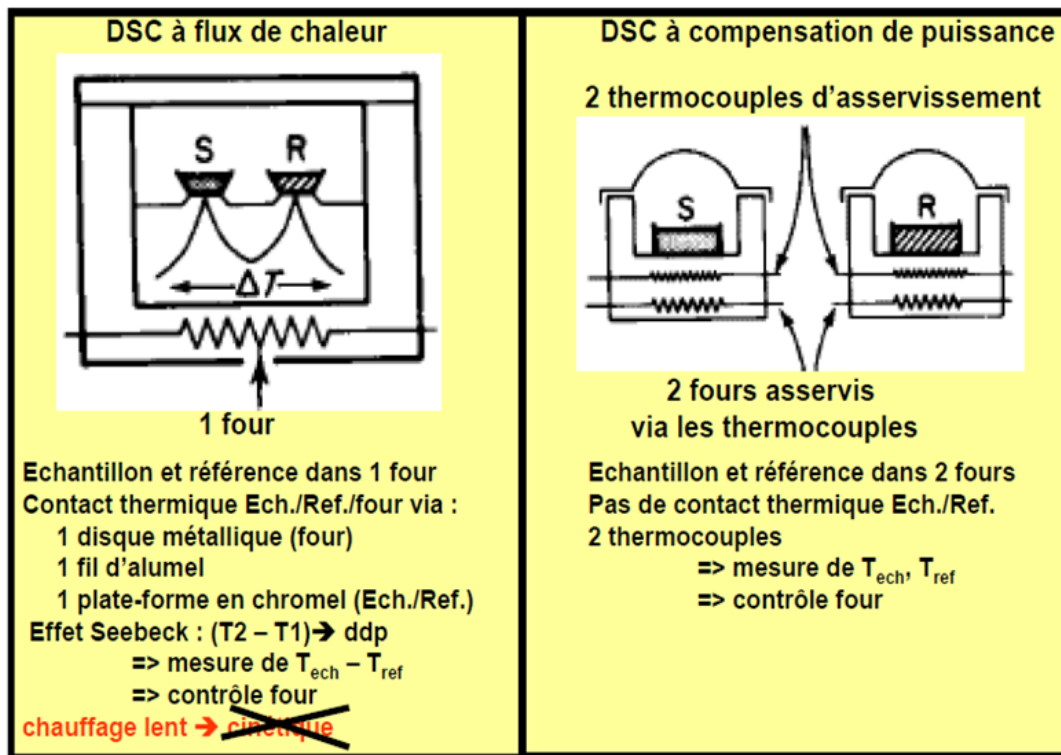 DSC à flux de chaleur
S R
ΔT
1 four
Echantillon et référence dans 1 four
Contact thermique Ech./Ref./four via :
1 disque métallique (four)
1 fil d'alumel
1 plate-forme en chromel (Ech./Ref.)
Effet Seebeck : (T2 – T1)➔ ddp
=> mesure de Tech – Tref
=> contrôle four
chauffage lent ➔ cinétique
DSC à compensation de puissance
2 thermocouples d'asservissement
S R
2 fours asservis
via les thermocouples
Echantillon et référence dans 2 fours
Pas de contact thermique Ech./Ref.
2 thermocouples
=> mesure de Tech, Tref
=> contrôle four